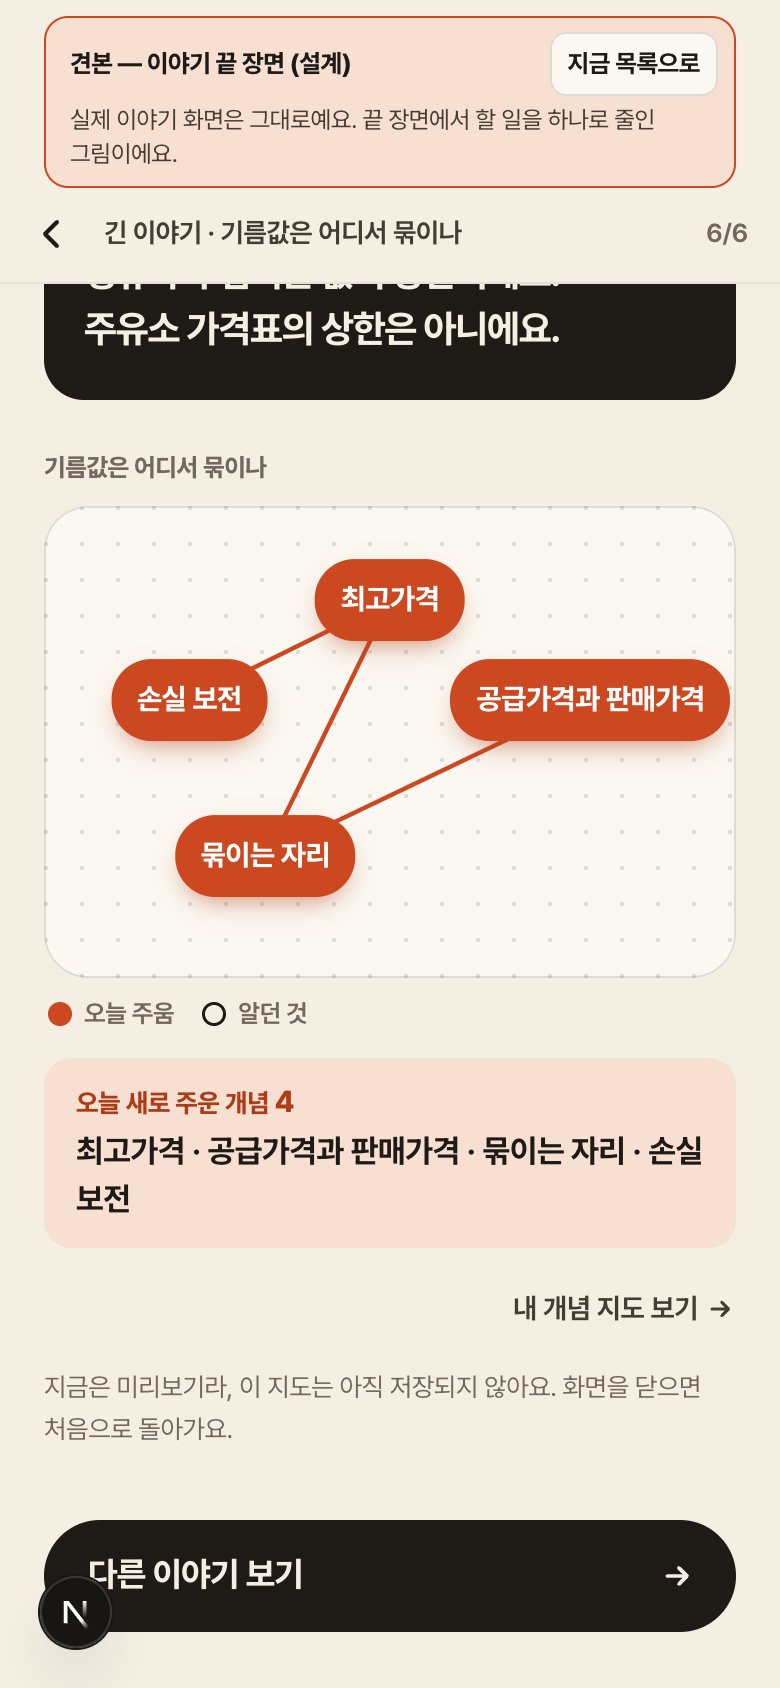 견본 — 이야기 끝 장면 (설계)
지금 목록으로
실제 이야기 화면은 그대로예요. 끝 장면에서 할 일을 하나로 줄인
그림이에요.
긴 이야기 · 기름값은 어디서 묶이나
6/6
주유소 가격표의 상한은 아니에요.
기름값은 어디서 묶이나
최고가격
손실 보전
공급가격과 판매가격
묶이는 자리
오늘 주움
알던 것
오늘 새로 주운 개념 4
최고가격 · 공급가격과 판매가격 · 묶이는 자리 · 손실
보전
내 개념 지도 보기 →
지금은 미리보기라, 이 지도는 아직 저장되지 않아요. 화면을 닫으면
처음으로 돌아가요.
다른 이야기 보기 →
N